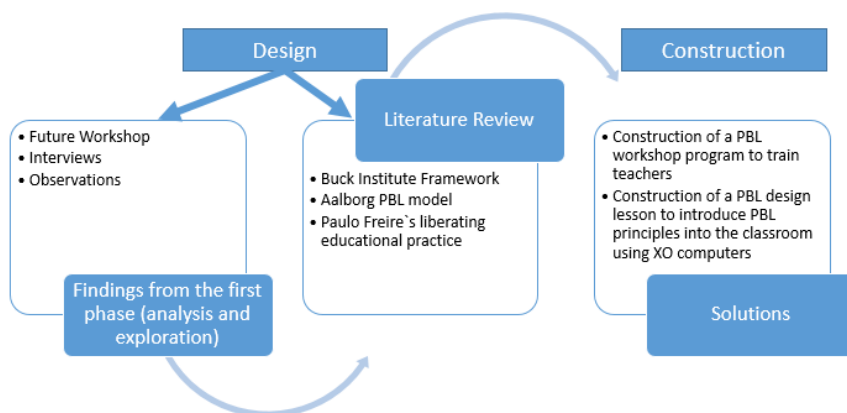 Design
Construction
• Future Workshop
• Interviews
• Observations
Findings from the first
phase (analysis and
exploration)
Literature Review
• Buck Institute Framework
• Aalborg PBL model
• Paulo Freire`s liberating
educational practice
• Construction of a PBL
workshop program to train
teachers
• Construction of a PBL design
lesson to introduce PBL
principles into the classroom
using XO computers
Solutions